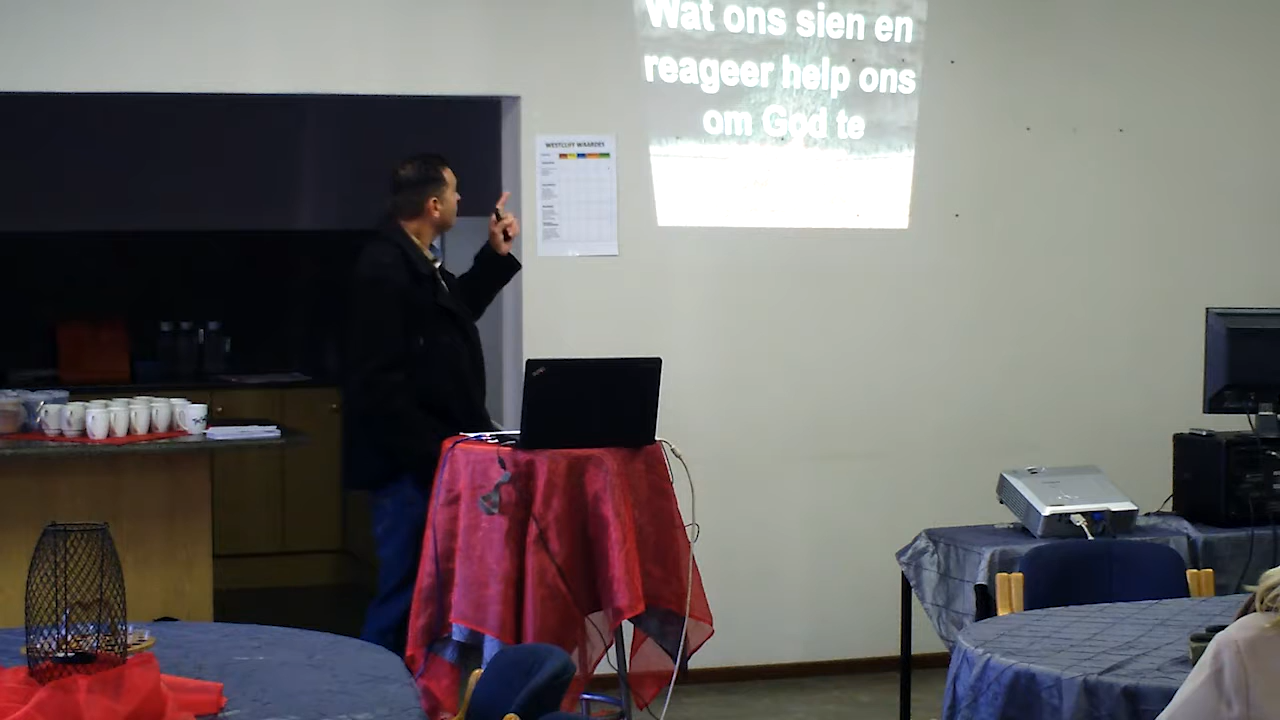 Wat ons sien en
reageer help ons
om God te
WESTCLIFF WAARDES